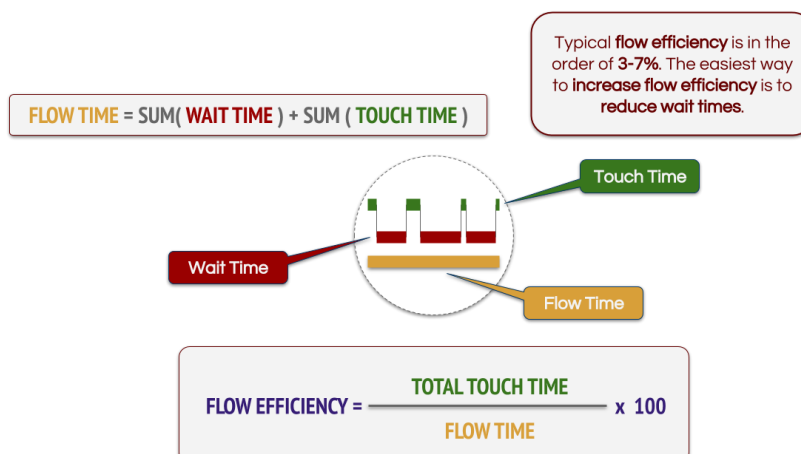 Typical flow efficiency is in the
order of 3-7%. The easiest way
to increase flow efficiency is to
reduce wait times.
FLOW TIME = SUM( WAIT TIME ) + SUM ( TOUCH TIME )
Touch Time
Wait Time
Flow Time
TOTAL TOUCH TIME
FLOW EFFICIENCY = x 100
FLOW TIME